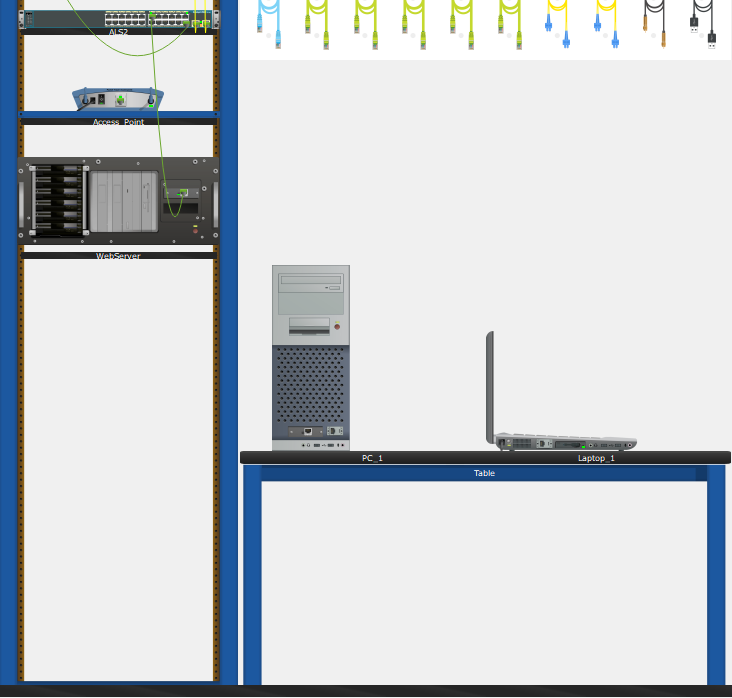 ALS2
Access_Point
WebServer
PC_1
Laptop_1
Table